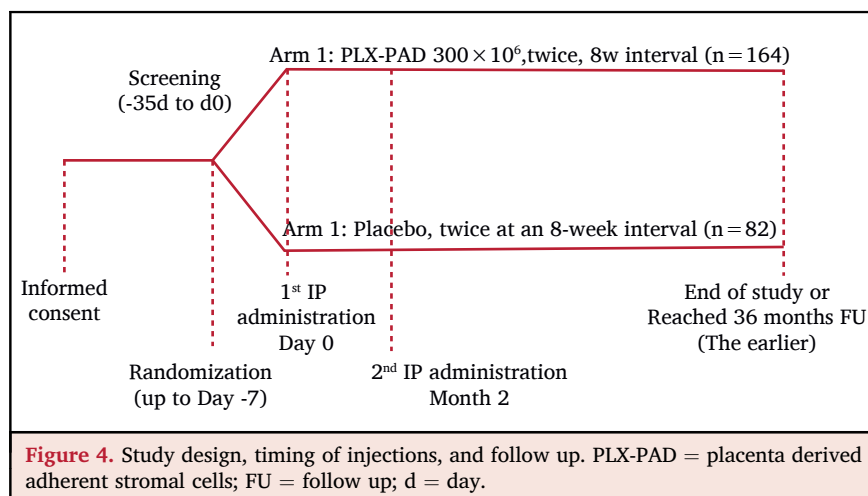 Arm 1: PLX-PAD 300×10⁶,twice, 8w interval (n=164)
Screening
(-35d to d0)
Arm 1: Placebo, twice at an 8-week interval (n=82)
Informed
consent
1st IP
administration
Day 0
End of study or
Reached 36 months FU
(The earlier)
Randomization
(up to Day -7)
2nd IP administration
Month 2
Figure 4. Study design, timing of injections, and follow up. PLX-PAD = placenta derived
adherent stromal cells; FU = follow up; d = day.